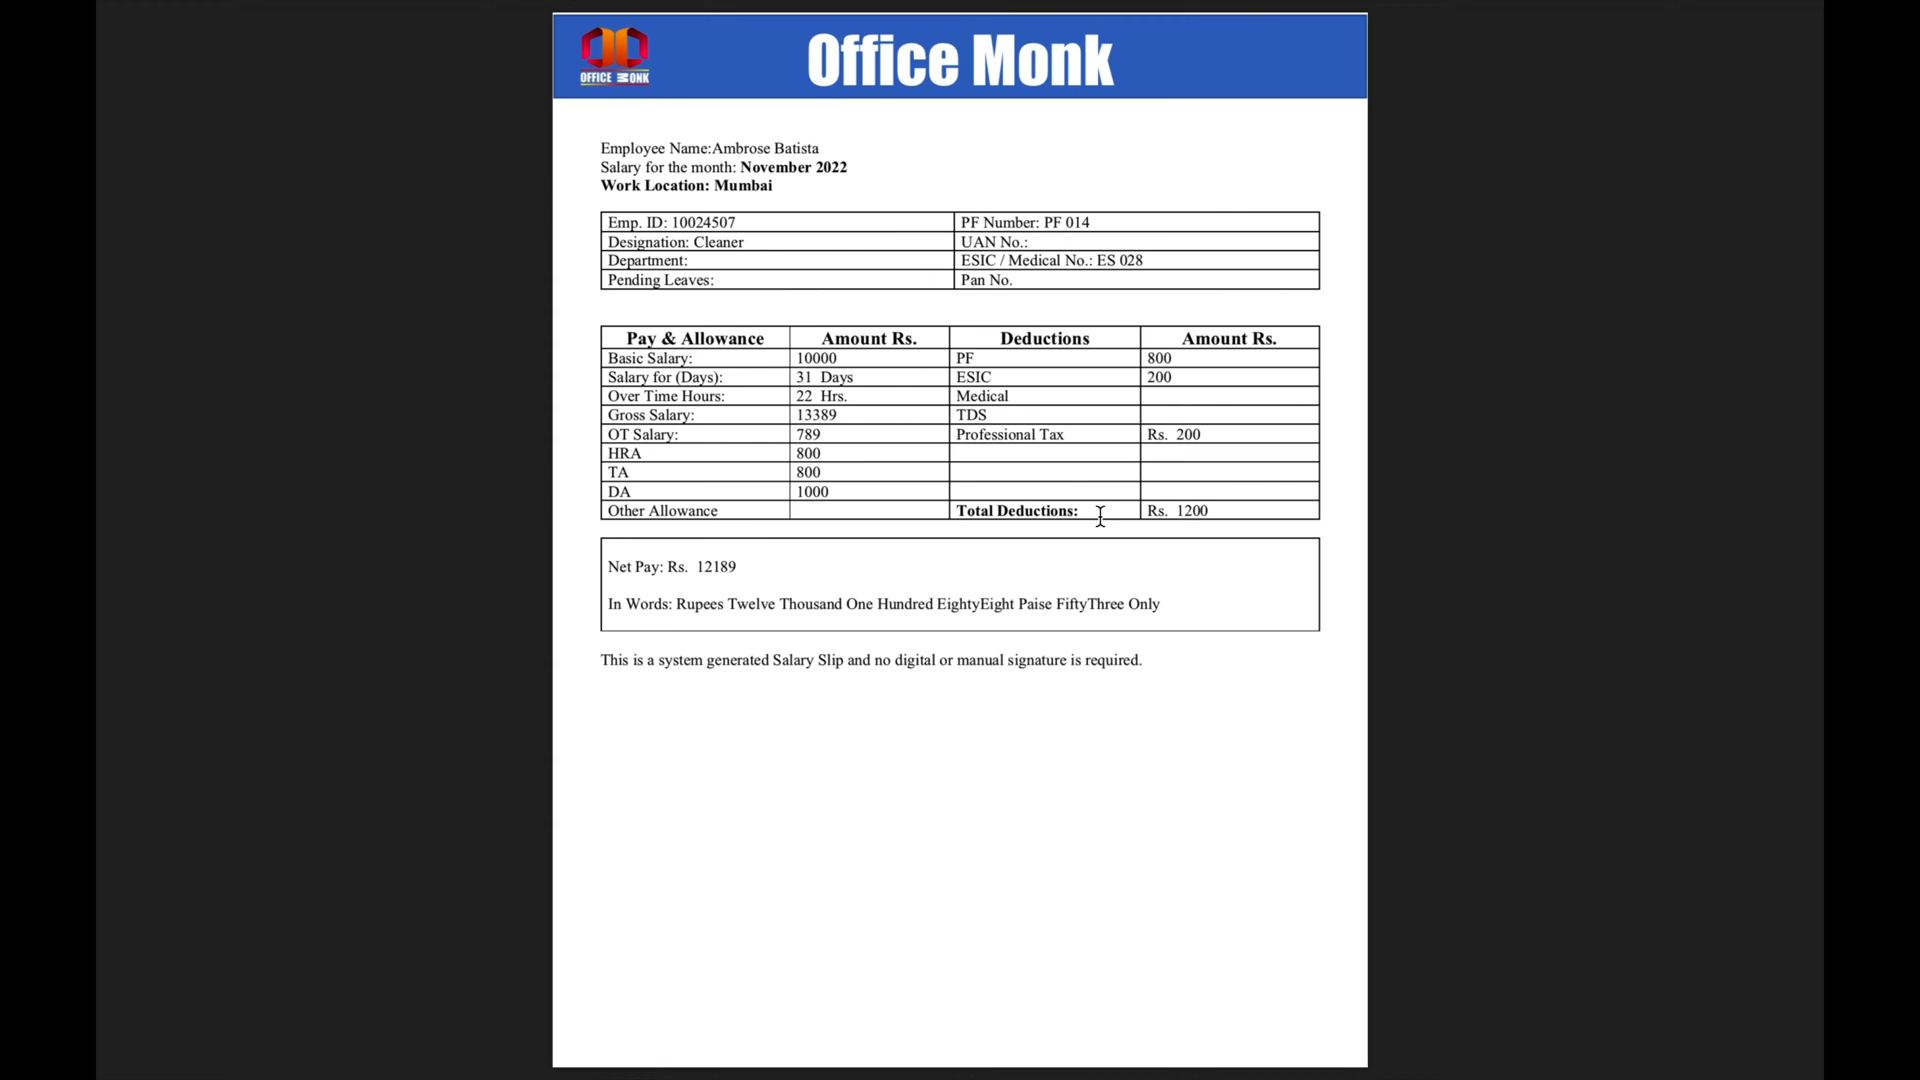 OFFICE MONK
Office Monk
Employee Name:Ambrose Batista
Salary for the month: November 2022
Work Location: Mumbai
Emp. ID: 10024507 PF Number: PF 014
Designation: Cleaner UAN No.:
Department: ESIC / Medical No.: ES 028
Pending Leaves: Pan No.
Pay & Allowance Amount Rs. Deductions Amount Rs.
Basic Salary: 10000 PF 800
Salary for (Days): 31 Days ESIC 200
Over Time Hours: 22 Hrs. Medical
Gross Salary: 13389 TDS
OT Salary: 789 Professional Tax Rs. 200
HRA 800
TA 800
DA 1000
Other Allowance Total Deductions: Rs. 1200
Net Pay: Rs. 12189
In Words: Rupees Twelve Thousand One Hundred EightyEight Paise FiftyThree Only
This is a system generated Salary Slip and no digital or manual signature is required.